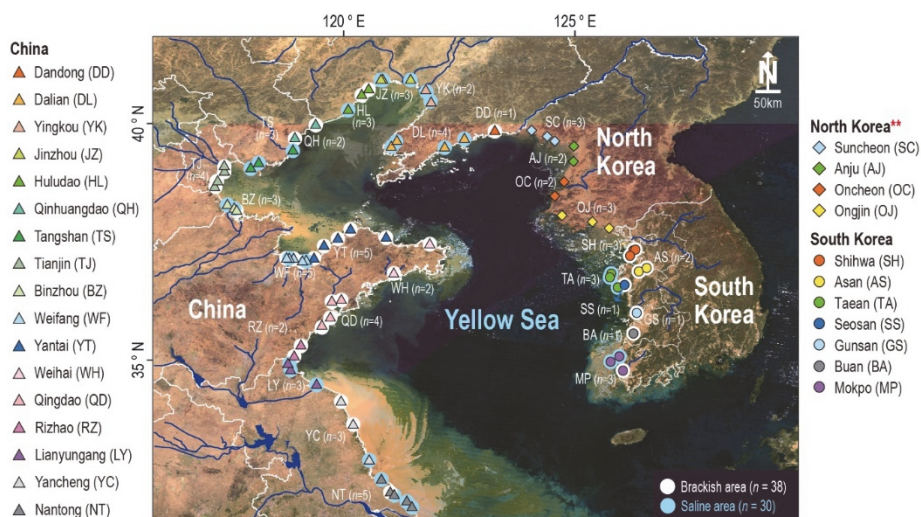 120 °E
125 °E
China
Dandong (DD)
Dalian (DL)
Yingkou (YK)
Jinzhou (JZ)
Huludao (HL)
Qinhuangdao (QH)
Tangshan (TS)
Tianjin (TJ)
Binzhou (BZ)
Weifang (WF)
Yantai (YT)
Weihai (WH)
Qingdao (QD)
Rizhao (RZ)
Lianyungang (LY)
Yancheng (YC)
Nantong (NT)
40 °N
35 °N
N
50km
JZ (n=3)
YK (n=2)
HL
(n=3)
TS
(n=3)
QH (n=2)
DL (n=4)
DD (n=1)
SC (n=3)
North
Korea
AJ (n=2)
TJ
(n=4)
OC
(n=2)
BZ (n=3)
OJ (n=3)
SH (n=3)
AS (n=2)
YT (n=5)
WF (n=5)
WH (n=2)
TA
(n=3)
China
Yellow Sea
South
Korea
SS
(n=1)
GS (n=1)
QD (n=4)
RZ (n=2)
BA
(n=1)
MP (n=3)
LY (n=3)
YC (n=3)
NT (n=5)
Brackish area (n = 38)
Saline area (n = 30)
North Korea**
Suncheon (SC)
Anju (AJ)
Oncheon (OC)
Ongjin (OJ)
South Korea
Shihwa (SH)
Asan (AS)
Taean (TA)
Seosan (SS)
Gunsan (GS)
Buan (BA)
Mokpo (MP)